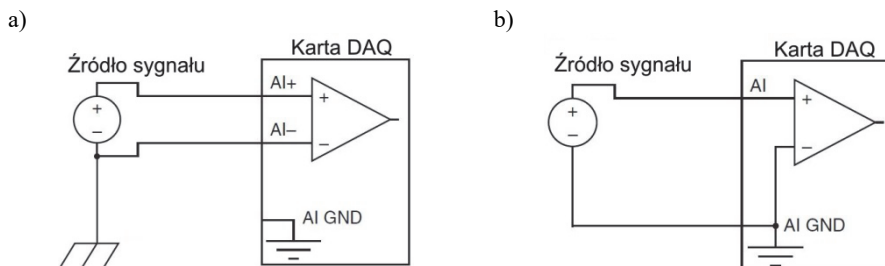 a)
Karta DAQ
Źródło sygnału
AI+
+
+
–
AI–
–
AI GND
b)
Karta DAQ
Źródło sygnału
AI
+
+
–
–
AI GND